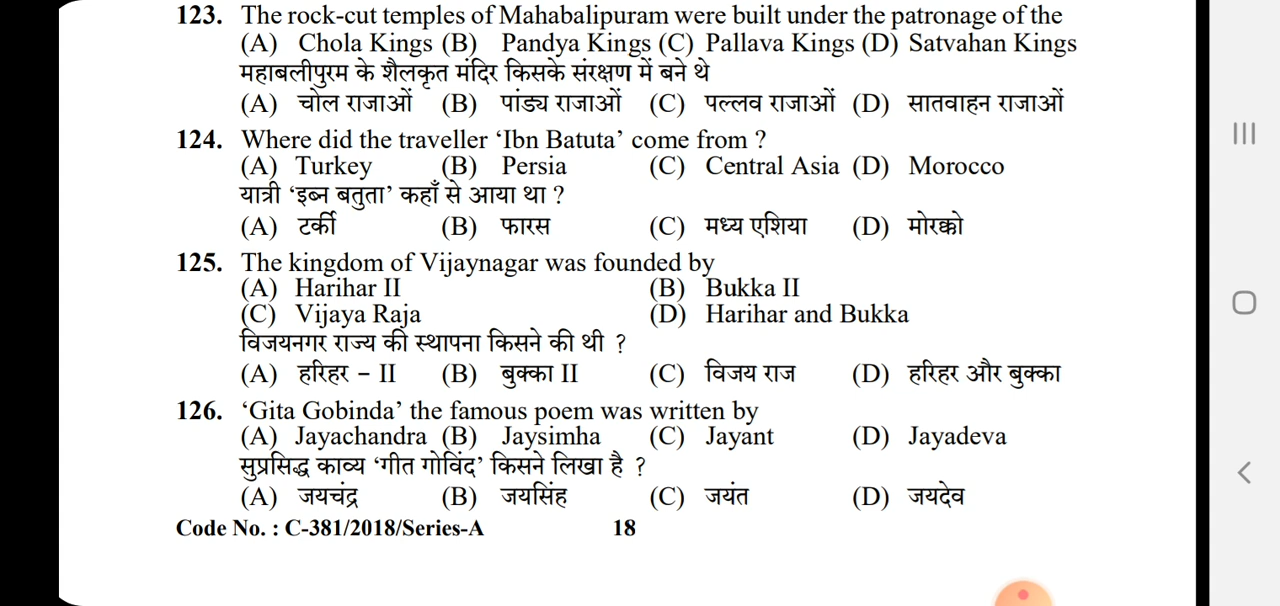 123. The rock-cut temples of Mahabalipuram were built under the patronage of the
(A) Chola Kings (B) Pandya Kings (C) Pallava Kings (D) Satvahan Kings
महाबलीपुरम के शैलकृत मंदिर किसके संरक्षण में बने थे
(A) चोल राजाओं (B) पांड्य राजाओं (C) पल्लव राजाओं (D) सातवाहन राजाओं
124. Where did the traveller ‘Ibn Batuta’ come from ?
(A) Turkey (B) Persia (C) Central Asia (D) Morocco
यात्री ‘इब्न बतुता’ कहाँ से आया था ?
(A) टर्की (B) फारस (C) मध्य एशिया (D) मोरक्को
125. The kingdom of Vijaynagar was founded by
(A) Harihar II (B) Bukka II
(C) Vijaya Raja (D) Harihar and Bukka
विजयनगर राज्य की स्थापना किसने की थी ?
(A) हरिहर – II (B) बुक्का II (C) विजय राज (D) हरिहर और बुक्का
126. ‘Gita Gobinda’ the famous poem was written by
(A) Jayachandra (B) Jaysimha (C) Jayant (D) Jayadeva
सुप्रसिद्ध काव्य ‘गीत गोविंद’ किसने लिखा है ?
(A) जयचंद्र (B) जयसिंह (C) जयंत (D) जयदेव
Code No. : C-381/2018/Series-A 18